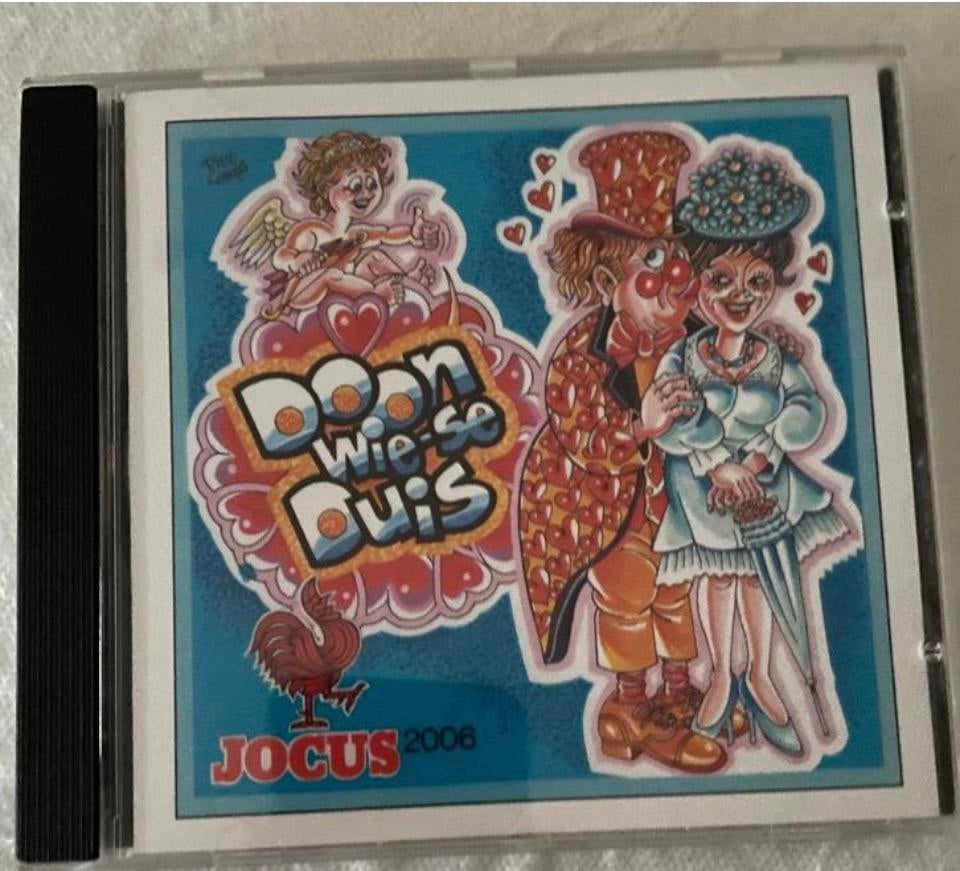 Doon
wie-se
Duis
JOCUS 2006